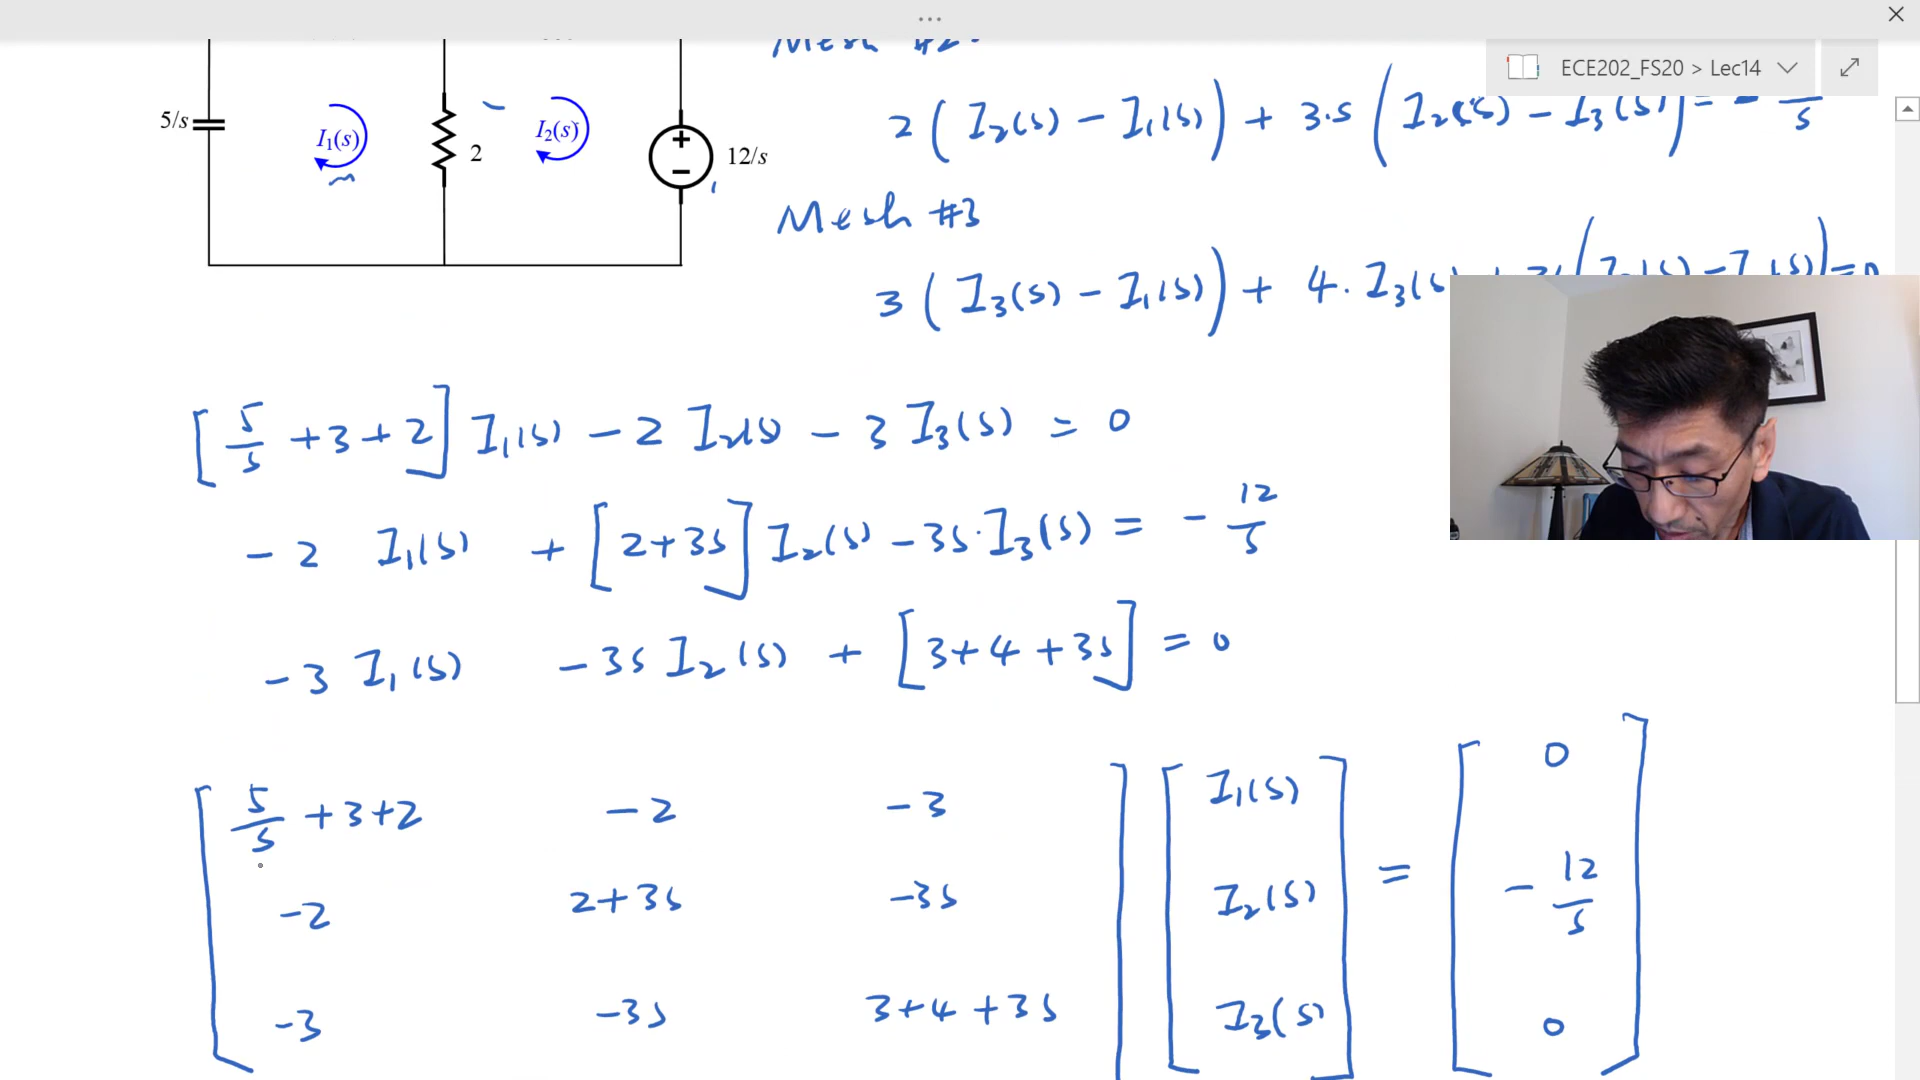 ECE202_FS20 > Lec14
Mesh #2:
2 ( I₂(s) − I₁(s) ) + 3·s ( I₂(s) − I₃(s) ) = − /s
5/s
I₁(s)
2
I₂(s)
12/s
Mesh #3
3 ( I₃(s) − I₁(s) ) + 4. I₃(s
[ 5/s + 3 + 2 ] I₁(s) − 2 I₂(s) − 3 I₃(s) = 0
− 2 I₁(s) + [ 2+3s ] I₂(s) − 3s·I₃(s) = − 12/s
− 3 I₁(s) − 3s I₂(s) + [ 3+4+3s ] = 0
[ 5/s + 3+2 −2 −3 ] [ I₁(s) ] = [ 0 ]
[ −2 2+3s −3s ] [ I₂(s) ] = [ − 12/s ]
[ −3 −3s 3+4+3s ] [ I₃(s) ] = [ 0 ]